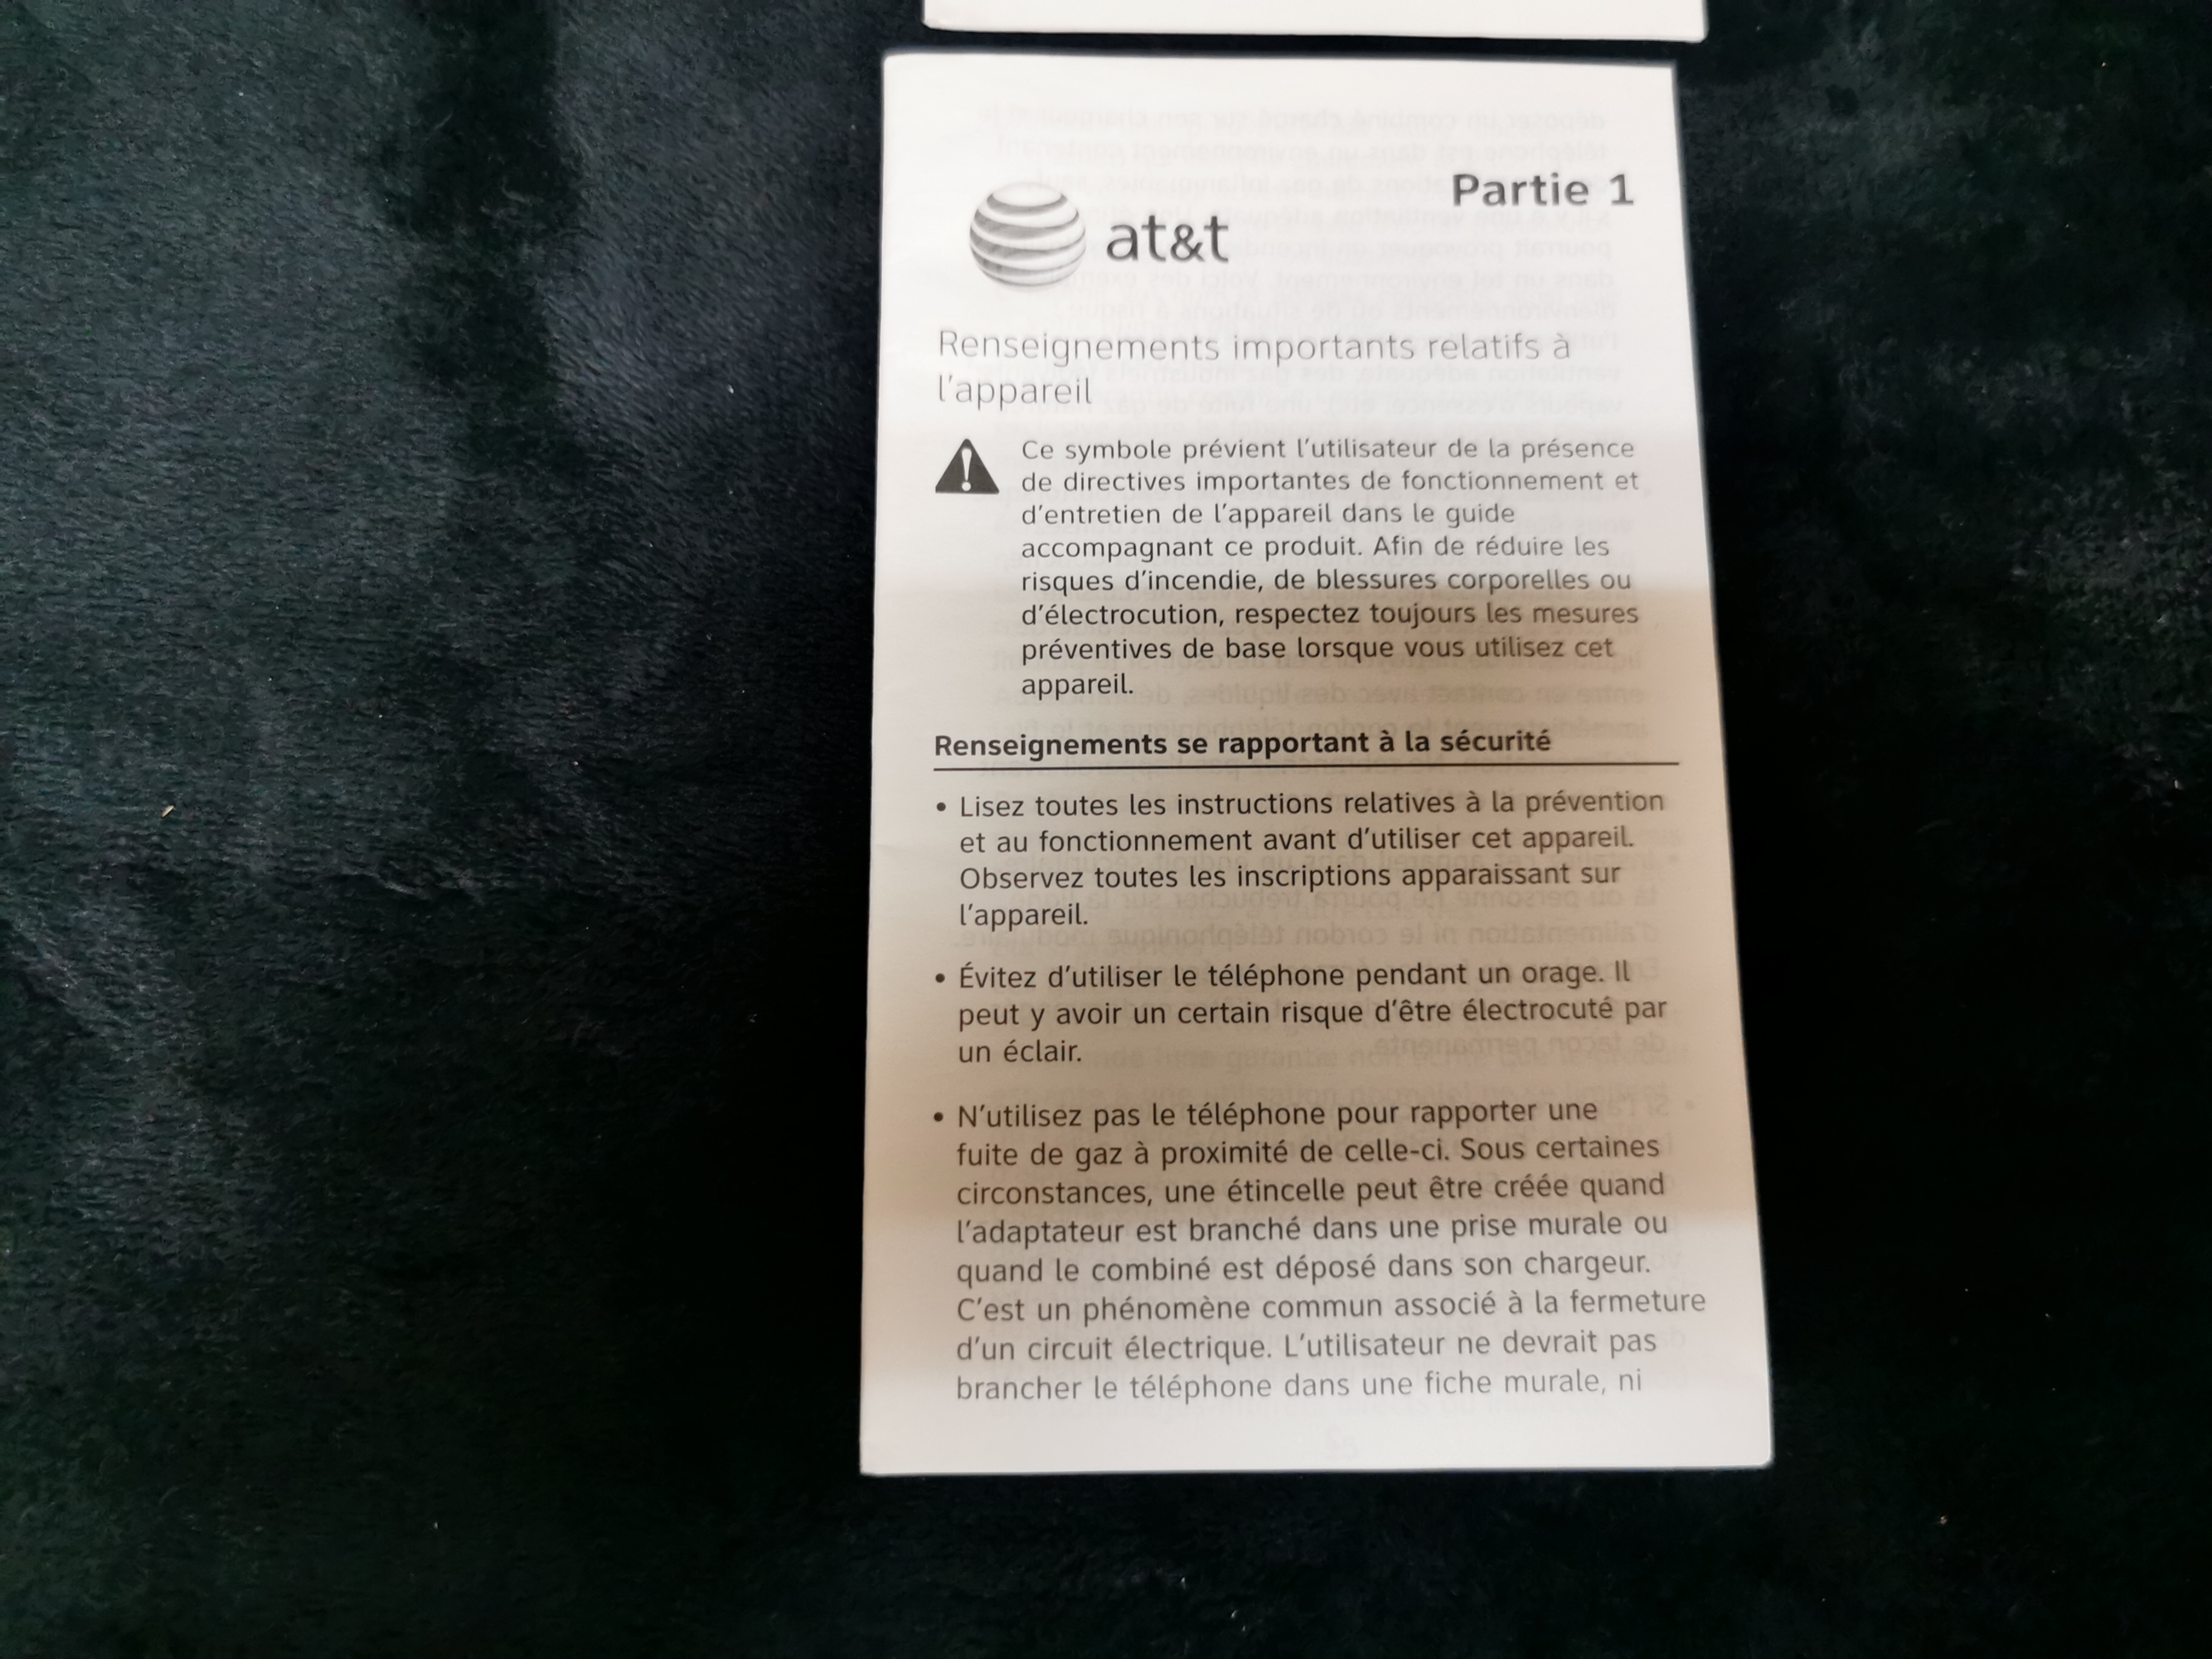 Partie 1
at&t
Renseignements importants relatifs à
l'appareil
Ce symbole prévient l'utilisateur de la présence
de directives importantes de fonctionnement et
d'entretien de l'appareil dans le guide
accompagnant ce produit. Afin de réduire les
risques d'incendie, de blessures corporelles ou
d'électrocution, respectez toujours les mesures
préventives de base lorsque vous utilisez cet
appareil.
Renseignements se rapportant à la sécurité
• Lisez toutes les instructions relatives à la prévention
et au fonctionnement avant d'utiliser cet appareil.
Observez toutes les inscriptions apparaissant sur
l'appareil.
• Évitez d'utiliser le téléphone pendant un orage. Il
peut y avoir un certain risque d'être électrocuté par
un éclair.
• N'utilisez pas le téléphone pour rapporter une
fuite de gaz à proximité de celle-ci. Sous certaines
circonstances, une étincelle peut être créée quand
l'adaptateur est branché dans une prise murale ou
quand le combiné est déposé dans son chargeur.
C'est un phénomène commun associé à la fermeture
d'un circuit électrique. L'utilisateur ne devrait pas
brancher le téléphone dans une fiche murale, ni